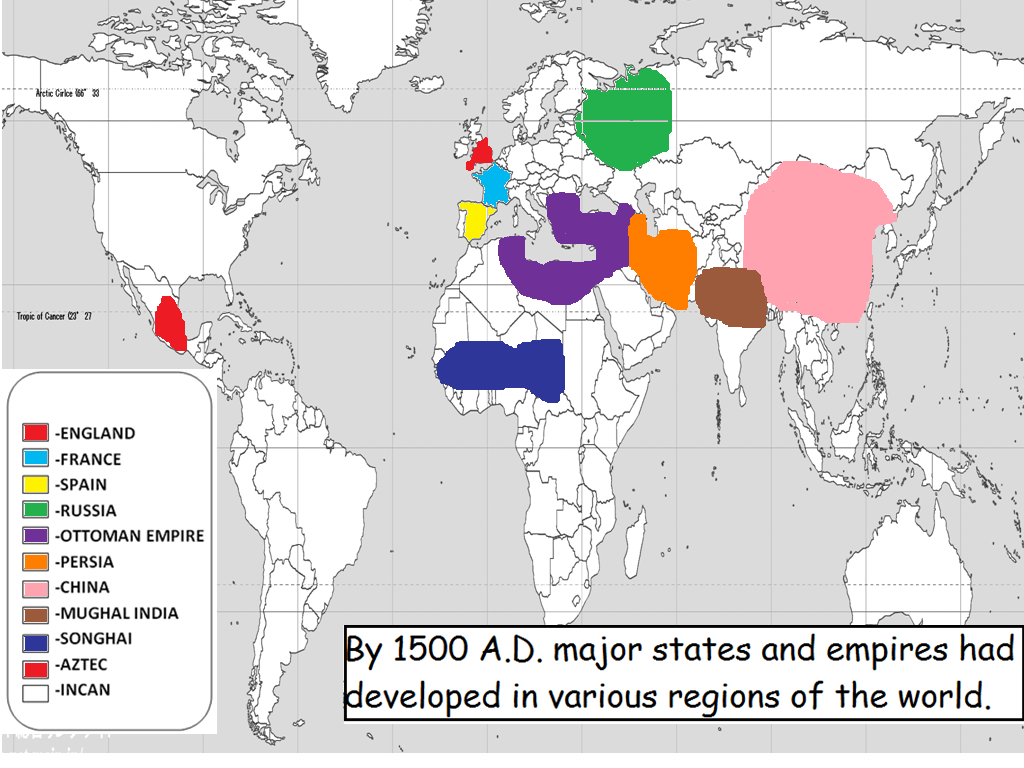 Arctic Cirlce (66° 33
Tropic of Cancer (23° 27
-ENGLAND
-FRANCE
-SPAIN
-RUSSIA
-OTTOMAN EMPIRE
-PERSIA
-CHINA
-MUGHAL INDIA
-SONGHAI
-AZTEC
-INCAN
By 1500 A.D. major states and empires had
developed in various regions of the world.